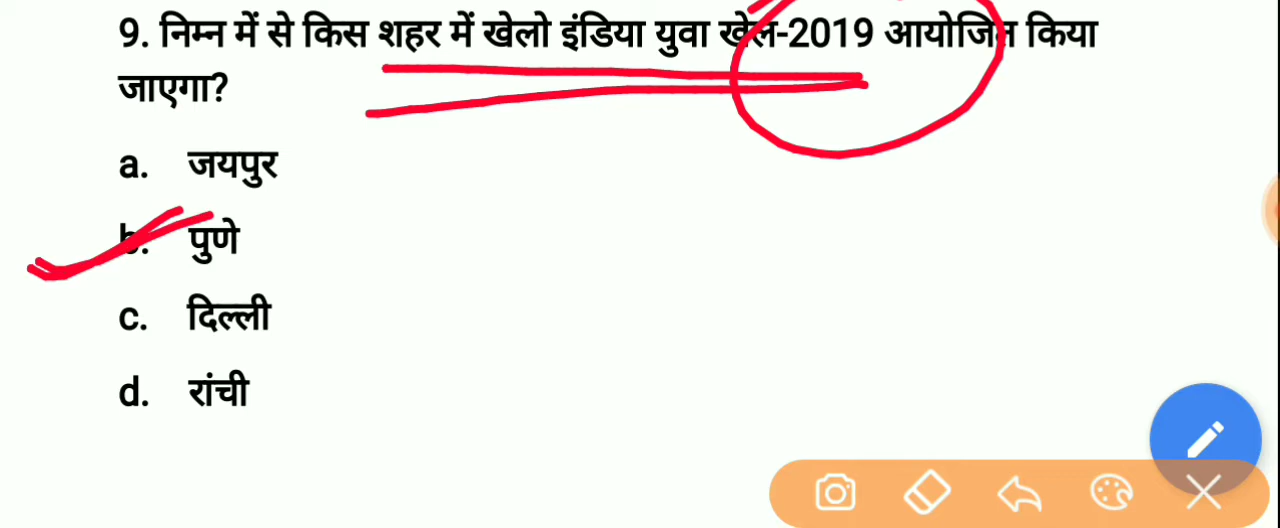 9. निम्न में से किस शहर में खेलो इंडिया युवा खेल-2019 आयोजित किया
जाएगा?
a. जयपुर
b. पुणे
c. दिल्ली
d. रांची